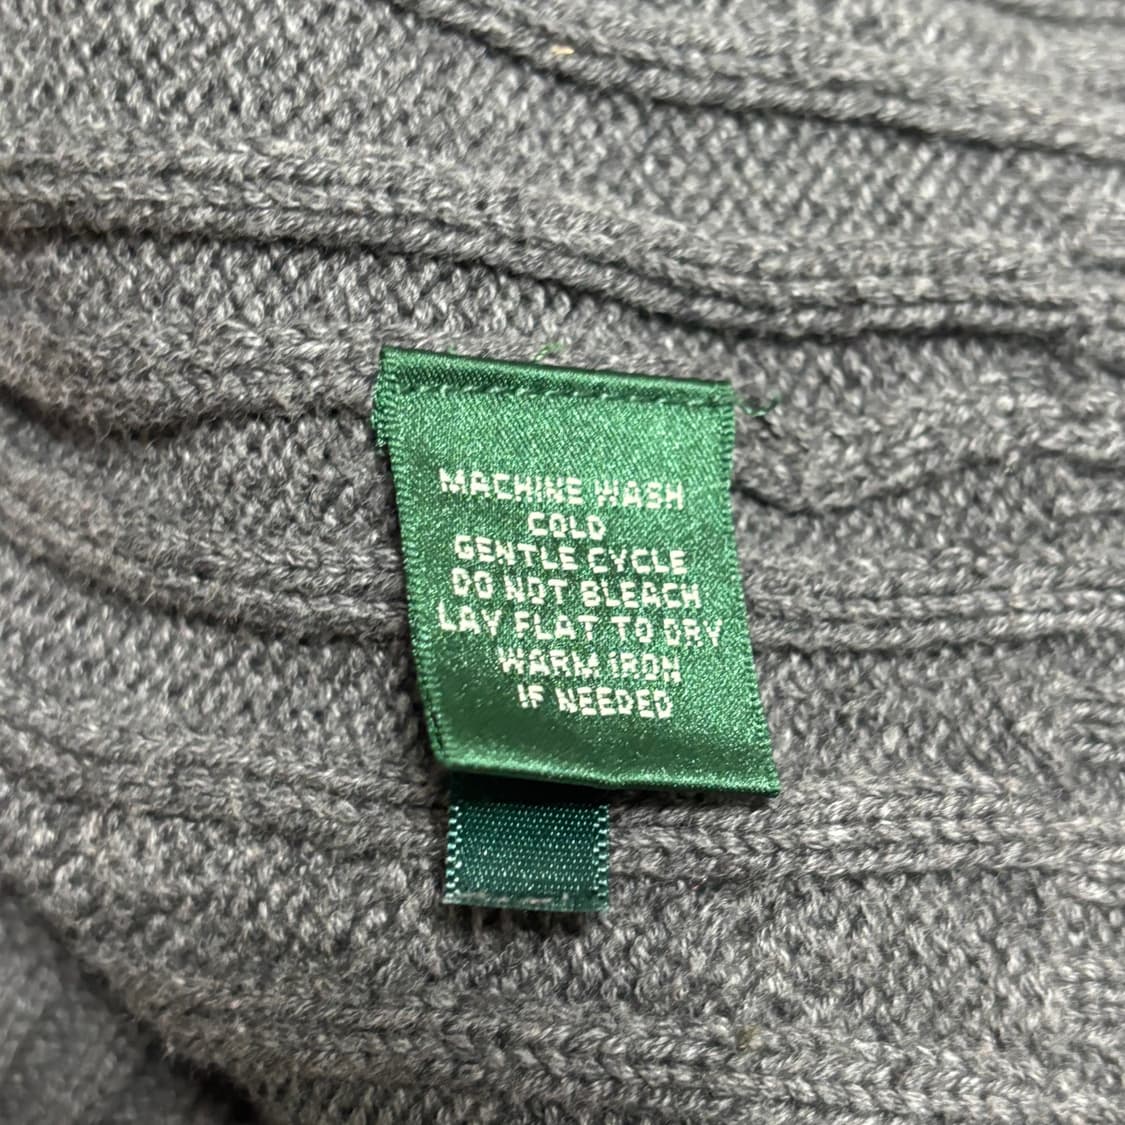 MACHINE WASH
COLD
GENTLE CYCLE
DO NOT BLEACH
LAY FLAT TO DRY
WARM IRON
IF NEEDED